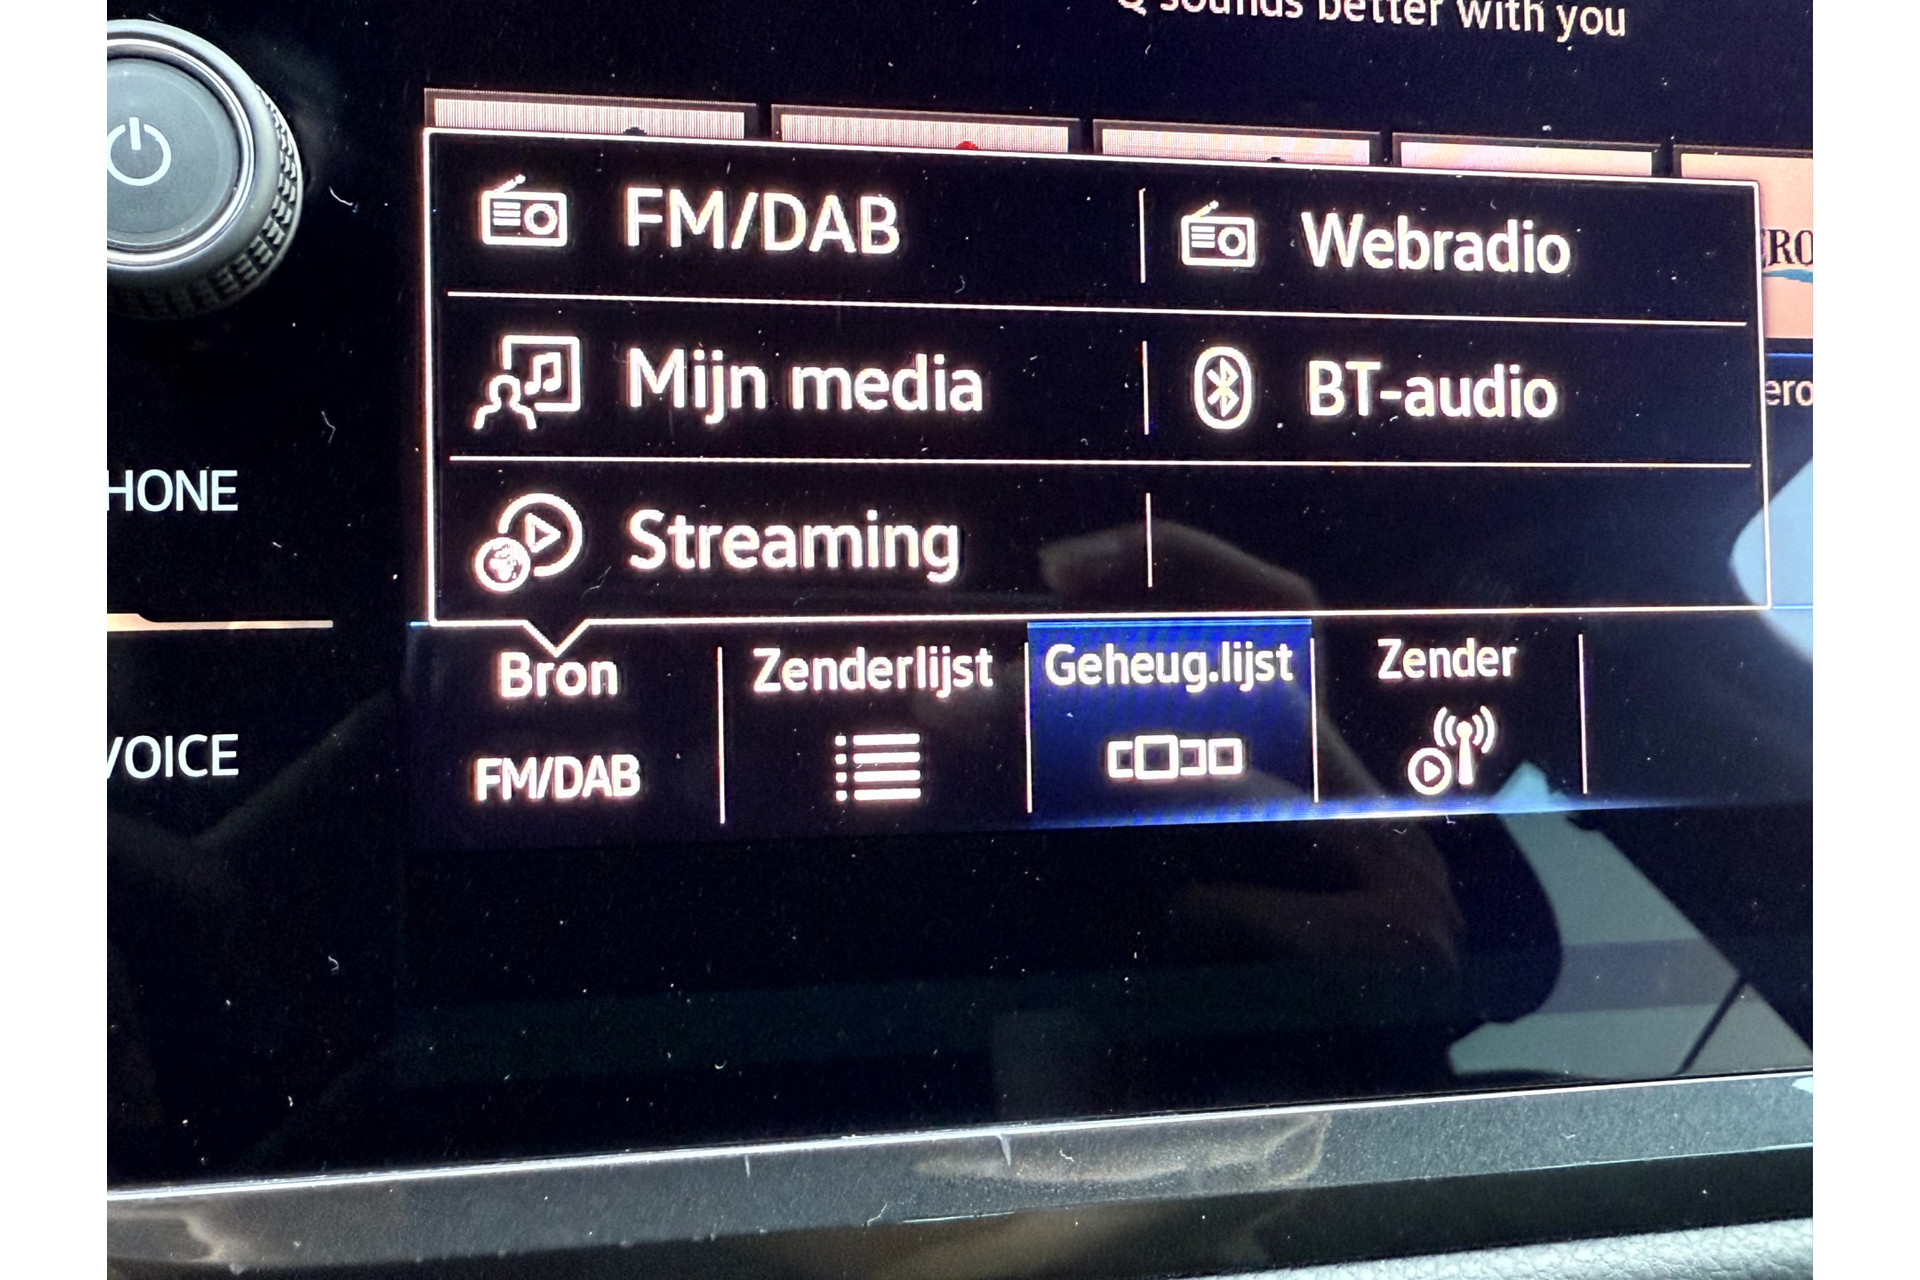 sounds better with you
FM/DAB
Webradio
Mijn media
BT-audio
HONE
Streaming
Bron
Zenderlijst
Geheug.lijst
Zender
VOICE
FM/DAB